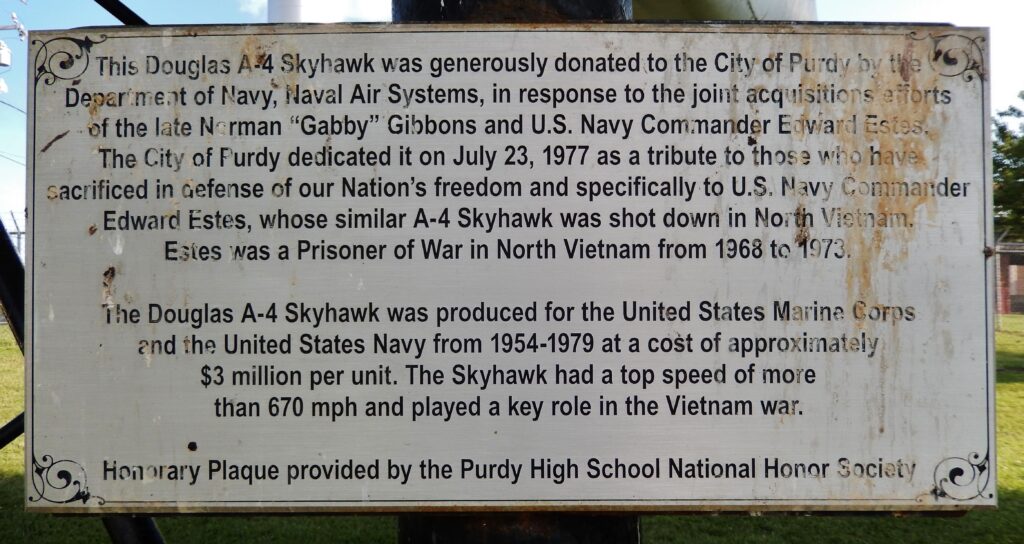 This Douglas A-4 Skyhawk was generously donated to the City of Purdy by the
Department of Navy, Naval Air Systems, in response to the joint acquisitions efforts
of the late Norman “Gabby” Gibbons and U.S. Navy Commander Edward Estes.
The City of Purdy dedicated it on July 23, 1977 as a tribute to those who have
sacrificed in defense of our Nation’s freedom and specifically to U.S. Navy Commander
Edward Estes, whose similar A-4 Skyhawk was shot down in North Vietnam.
Estes was a Prisoner of War in North Vietnam from 1968 to 1973.
The Douglas A-4 Skyhawk was produced for the United States Marine Corps
and the United States Navy from 1954-1979 at a cost of approximately
$3 million per unit. The Skyhawk had a top speed of more
than 670 mph and played a key role in the Vietnam war.
Honorary Plaque provided by the Purdy High School National Honor Society